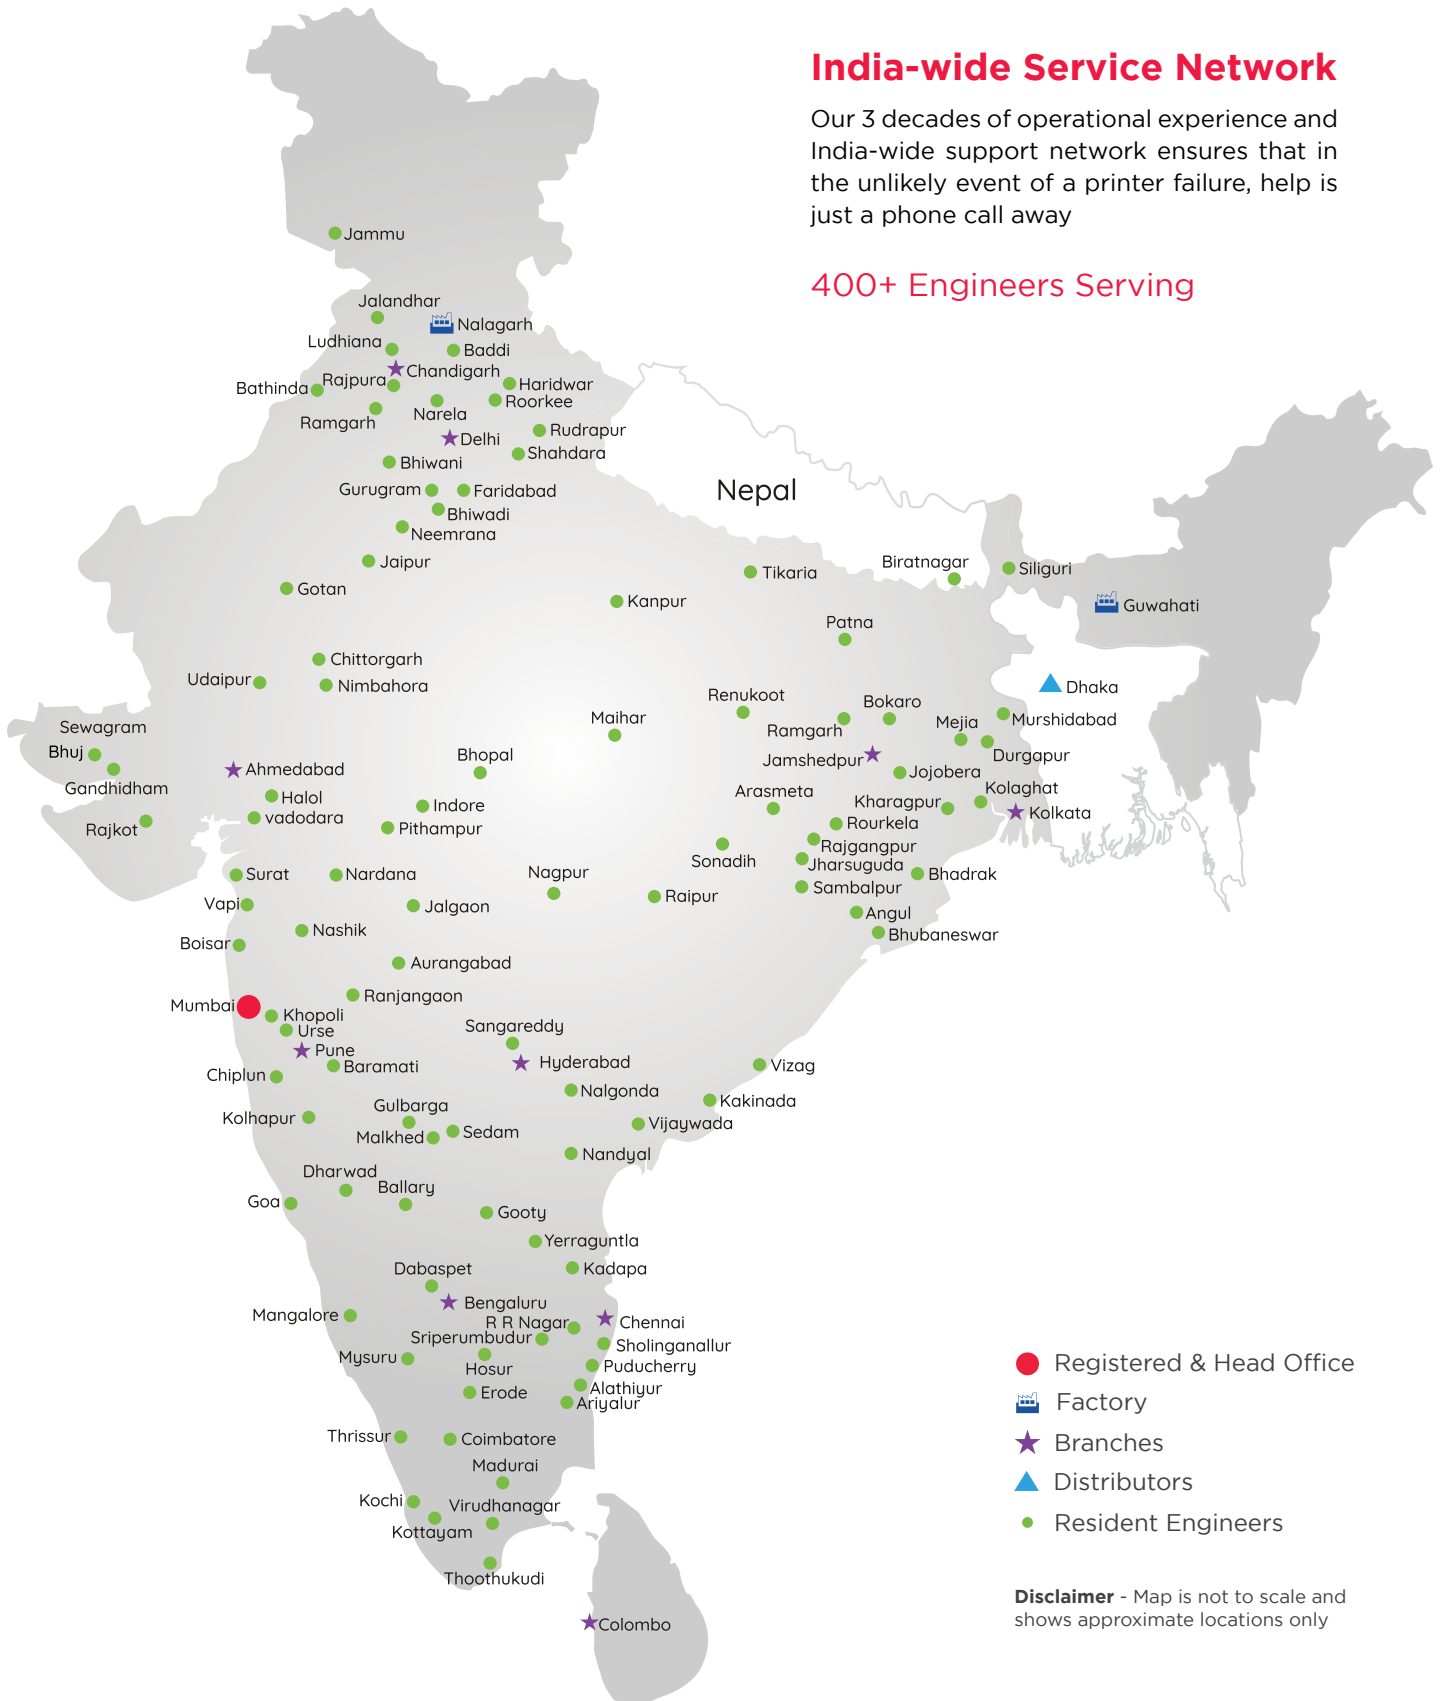 India-wide Service Network
Our 3 decades of operational experience and
India-wide support network ensures that in
the unlikely event of a printer failure, help is
just a phone call away
400+ Engineers Serving
Jammu
Jalandhar
Nalagarh
Ludhiana
Baddi
Chandigarh
Rajpura
Bathinda
Haridwar
Roorkee
Narela
Ramgarh
Rudrapur
Delhi
Shahdara
Bhiwani
Gurugram
Faridabad
Bhiwadi
Neemrana
Nepal
Jaipur
Biratnagar
Siliguri
Tikaria
Gotan
Kanpur
Guwahati
Patna
Chittorgarh
Udaipur
Nimbahora
Dhaka
Renukoot
Bokaro
Maihar
Murshidabad
Mejia
Sewagram
Ramgarh
Bhuj
Bhopal
Durgapur
Jamshedpur
Ahmedabad
Jojobera
Gandhidham
Kolaghat
Arasmeta
Halol
Indore
Kharagpur
Kolkata
vadodara
Rourkela
Rajkot
Pithampur
Rajgangpur
Sonadih
Jharsuguda
Surat
Nardana
Nagpur
Bhadrak
Sambalpur
Raipur
Vapi
Jalgaon
Angul
Nashik
Bhubaneswar
Boisar
Aurangabad
Ranjangaon
Mumbai
Khopoli
Sangareddy
Urse
Pune
Hyderabad
Baramati
Vizag
Chiplun
Nalgonda
Kakinada
Gulbarga
Kolhapur
Vijaywada
Sedam
Malkhed
Nandyal
Dharwad
Ballary
Goa
Gooty
Yerraguntla
Dabaspet
Kadapa
Bengaluru
Mangalore
R R Nagar
Chennai
Sriperumbudur
Sholinganallur
Mysuru
Hosur
Puducherry
Alathiyur
Erode
Ariyalur
Thrissur
Coimbatore
Madurai
Kochi
Virudhanagar
Kottayam
Thoothukudi
Colombo
Registered & Head Office
Factory
Branches
Distributors
Resident Engineers
Disclaimer - Map is not to scale and
shows approximate locations only